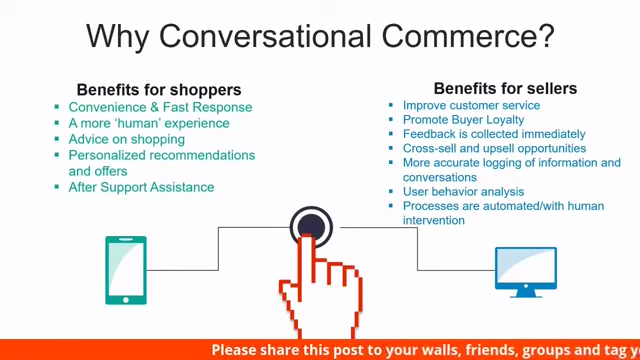 Why Conversational Commerce?
Benefits for shoppers
▪ Convenience & Fast Response
▪ A more ‘human’ experience
▪ Advice on shopping
▪ Personalized recommendations
and offers
▪ After Support Assistance
Benefits for sellers
▪ Improve customer service
▪ Promote Buyer Loyalty
▪ Feedback is collected immediately
▪ Cross-sell and upsell opportunities
▪ More accurate logging of information and
conversations
▪ User behavior analysis
▪ Processes are automated/with human
intervention
Please share this post to your walls, friends, groups and tag